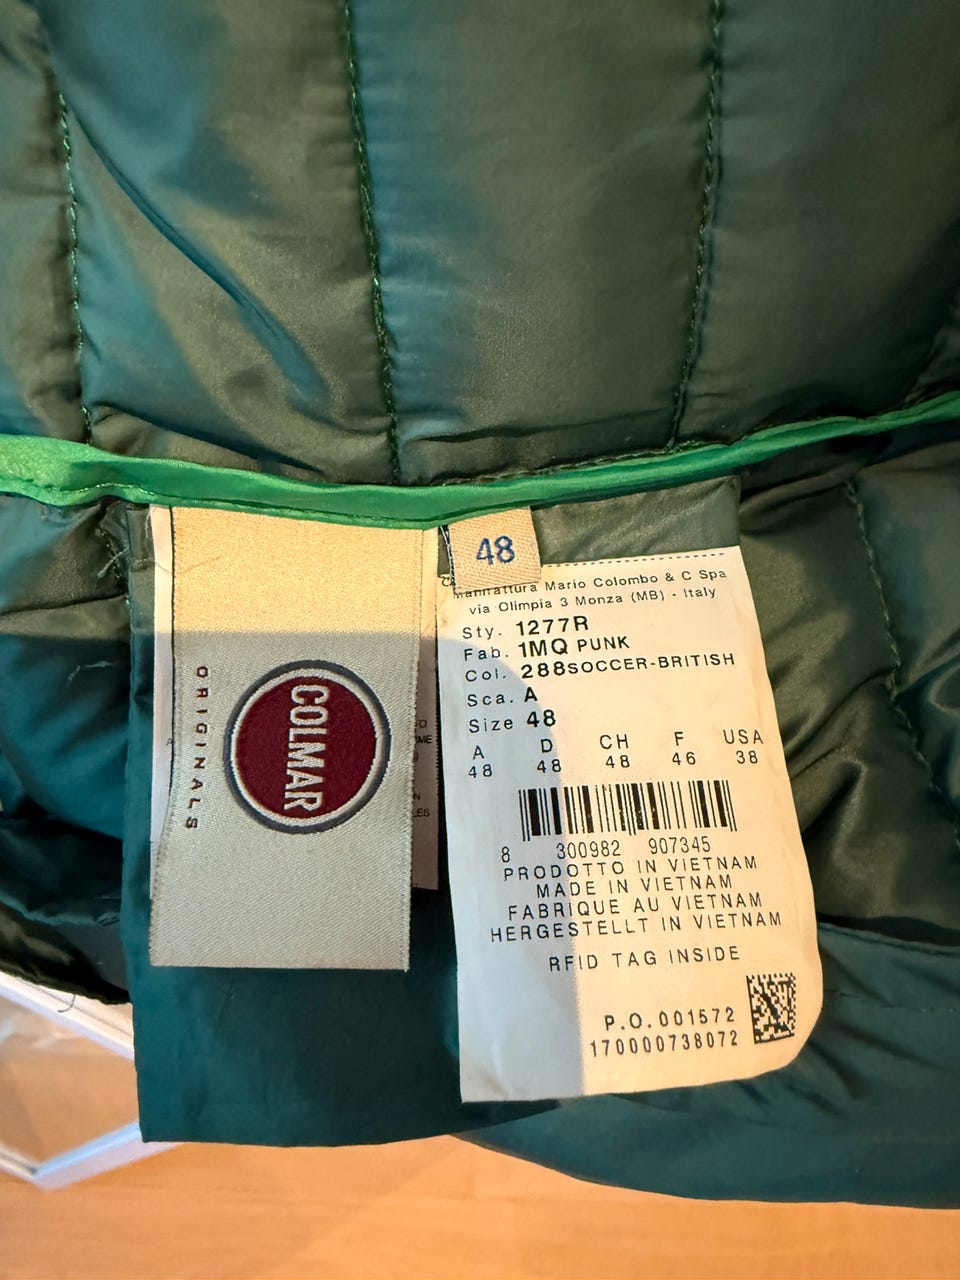 48
Manifattura Mario Colombo & C Spa
via Olimpia 3 Monza (MB) - Italy
Sty. 1277R
Fab. 1MQ PUNK
Col. 288SOCCER-BRITISH
Sca. A
Size 48
A D CH F USA
48 48 48 46 38
8 300982 907345
PRODOTTO IN VIETNAM
MADE IN VIETNAM
FABRIQUE AU VIETNAM
HERGESTELLT IN VIETNAM
RFID TAG INSIDE
P.O.001572
170000738072
COLMAR
ORIGINALS